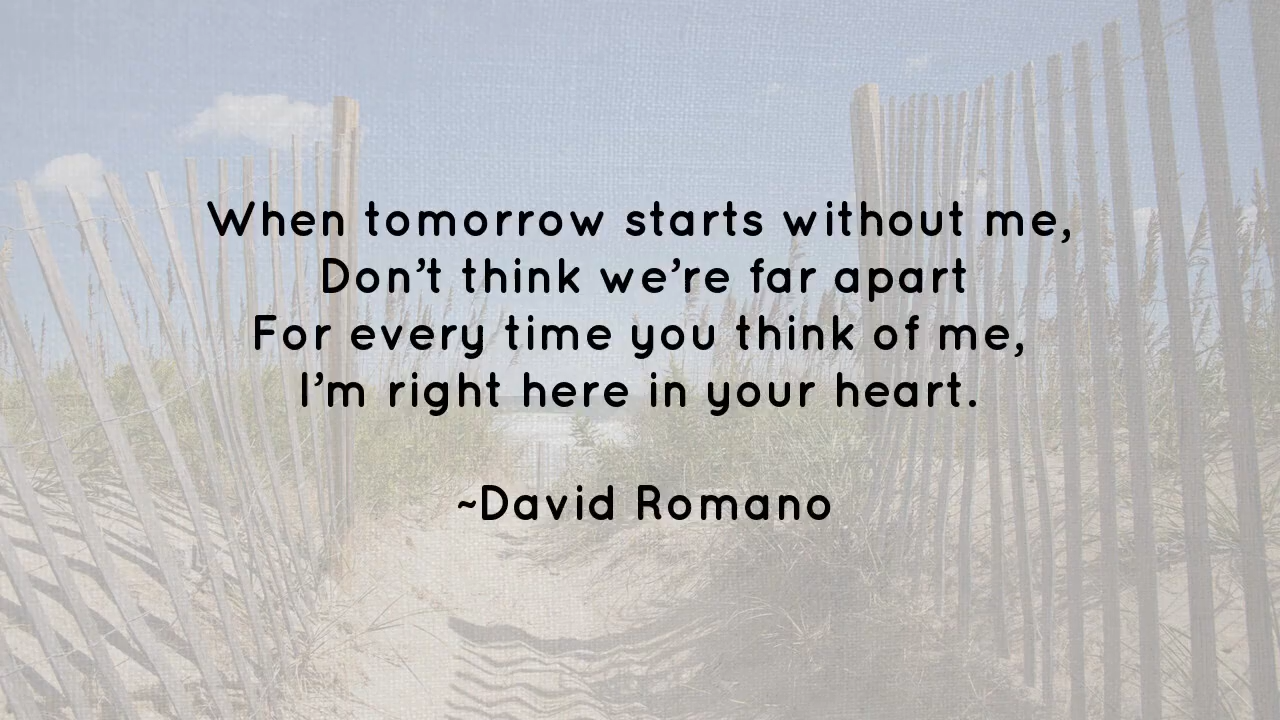 When tomorrow starts without me,
Don’t think we’re far apart
For every time you think of me,
I’m right here in your heart.
~David Romano